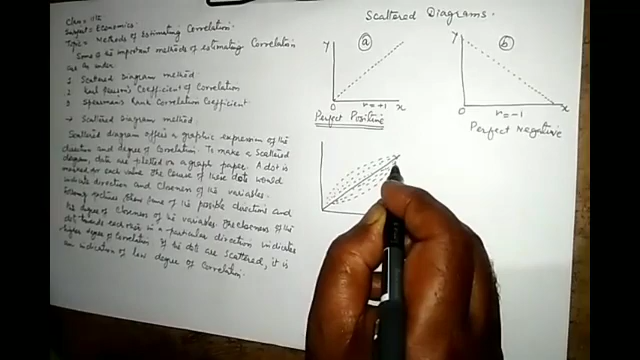 Class = 11th
Subject = Economics.
Topic = Methods of estimating Correlation
Some of the important methods of estimating Correlation
are as under
1 Scattered Diagram method
2 Karl Pearson's Coefficient of Correlation
3 Spearman's Rank Correlation Coefficient
→ Scattered Diagram method:
Scattered diagram offers a graphic expression of the
direction and degree of Correlation. To make a Scattered
diagram, data are plotted on a graph paper. A dot is
marked for each value. The course of these dots would
indicate direction and closeness of the variables.
Following pictures show some of the possible directions and
the degree of closeness of the variables. The closeness of the
dots towards each other in a particular direction indicates
higher degree of Correlation. If the dots are Scattered, it is
an indication of low degree of Correlation.
Scattered Diagrams.
Y
a
O
r=+1
x
Perfect Positive
Y
b
O
r=-1
x
Perfect Negative